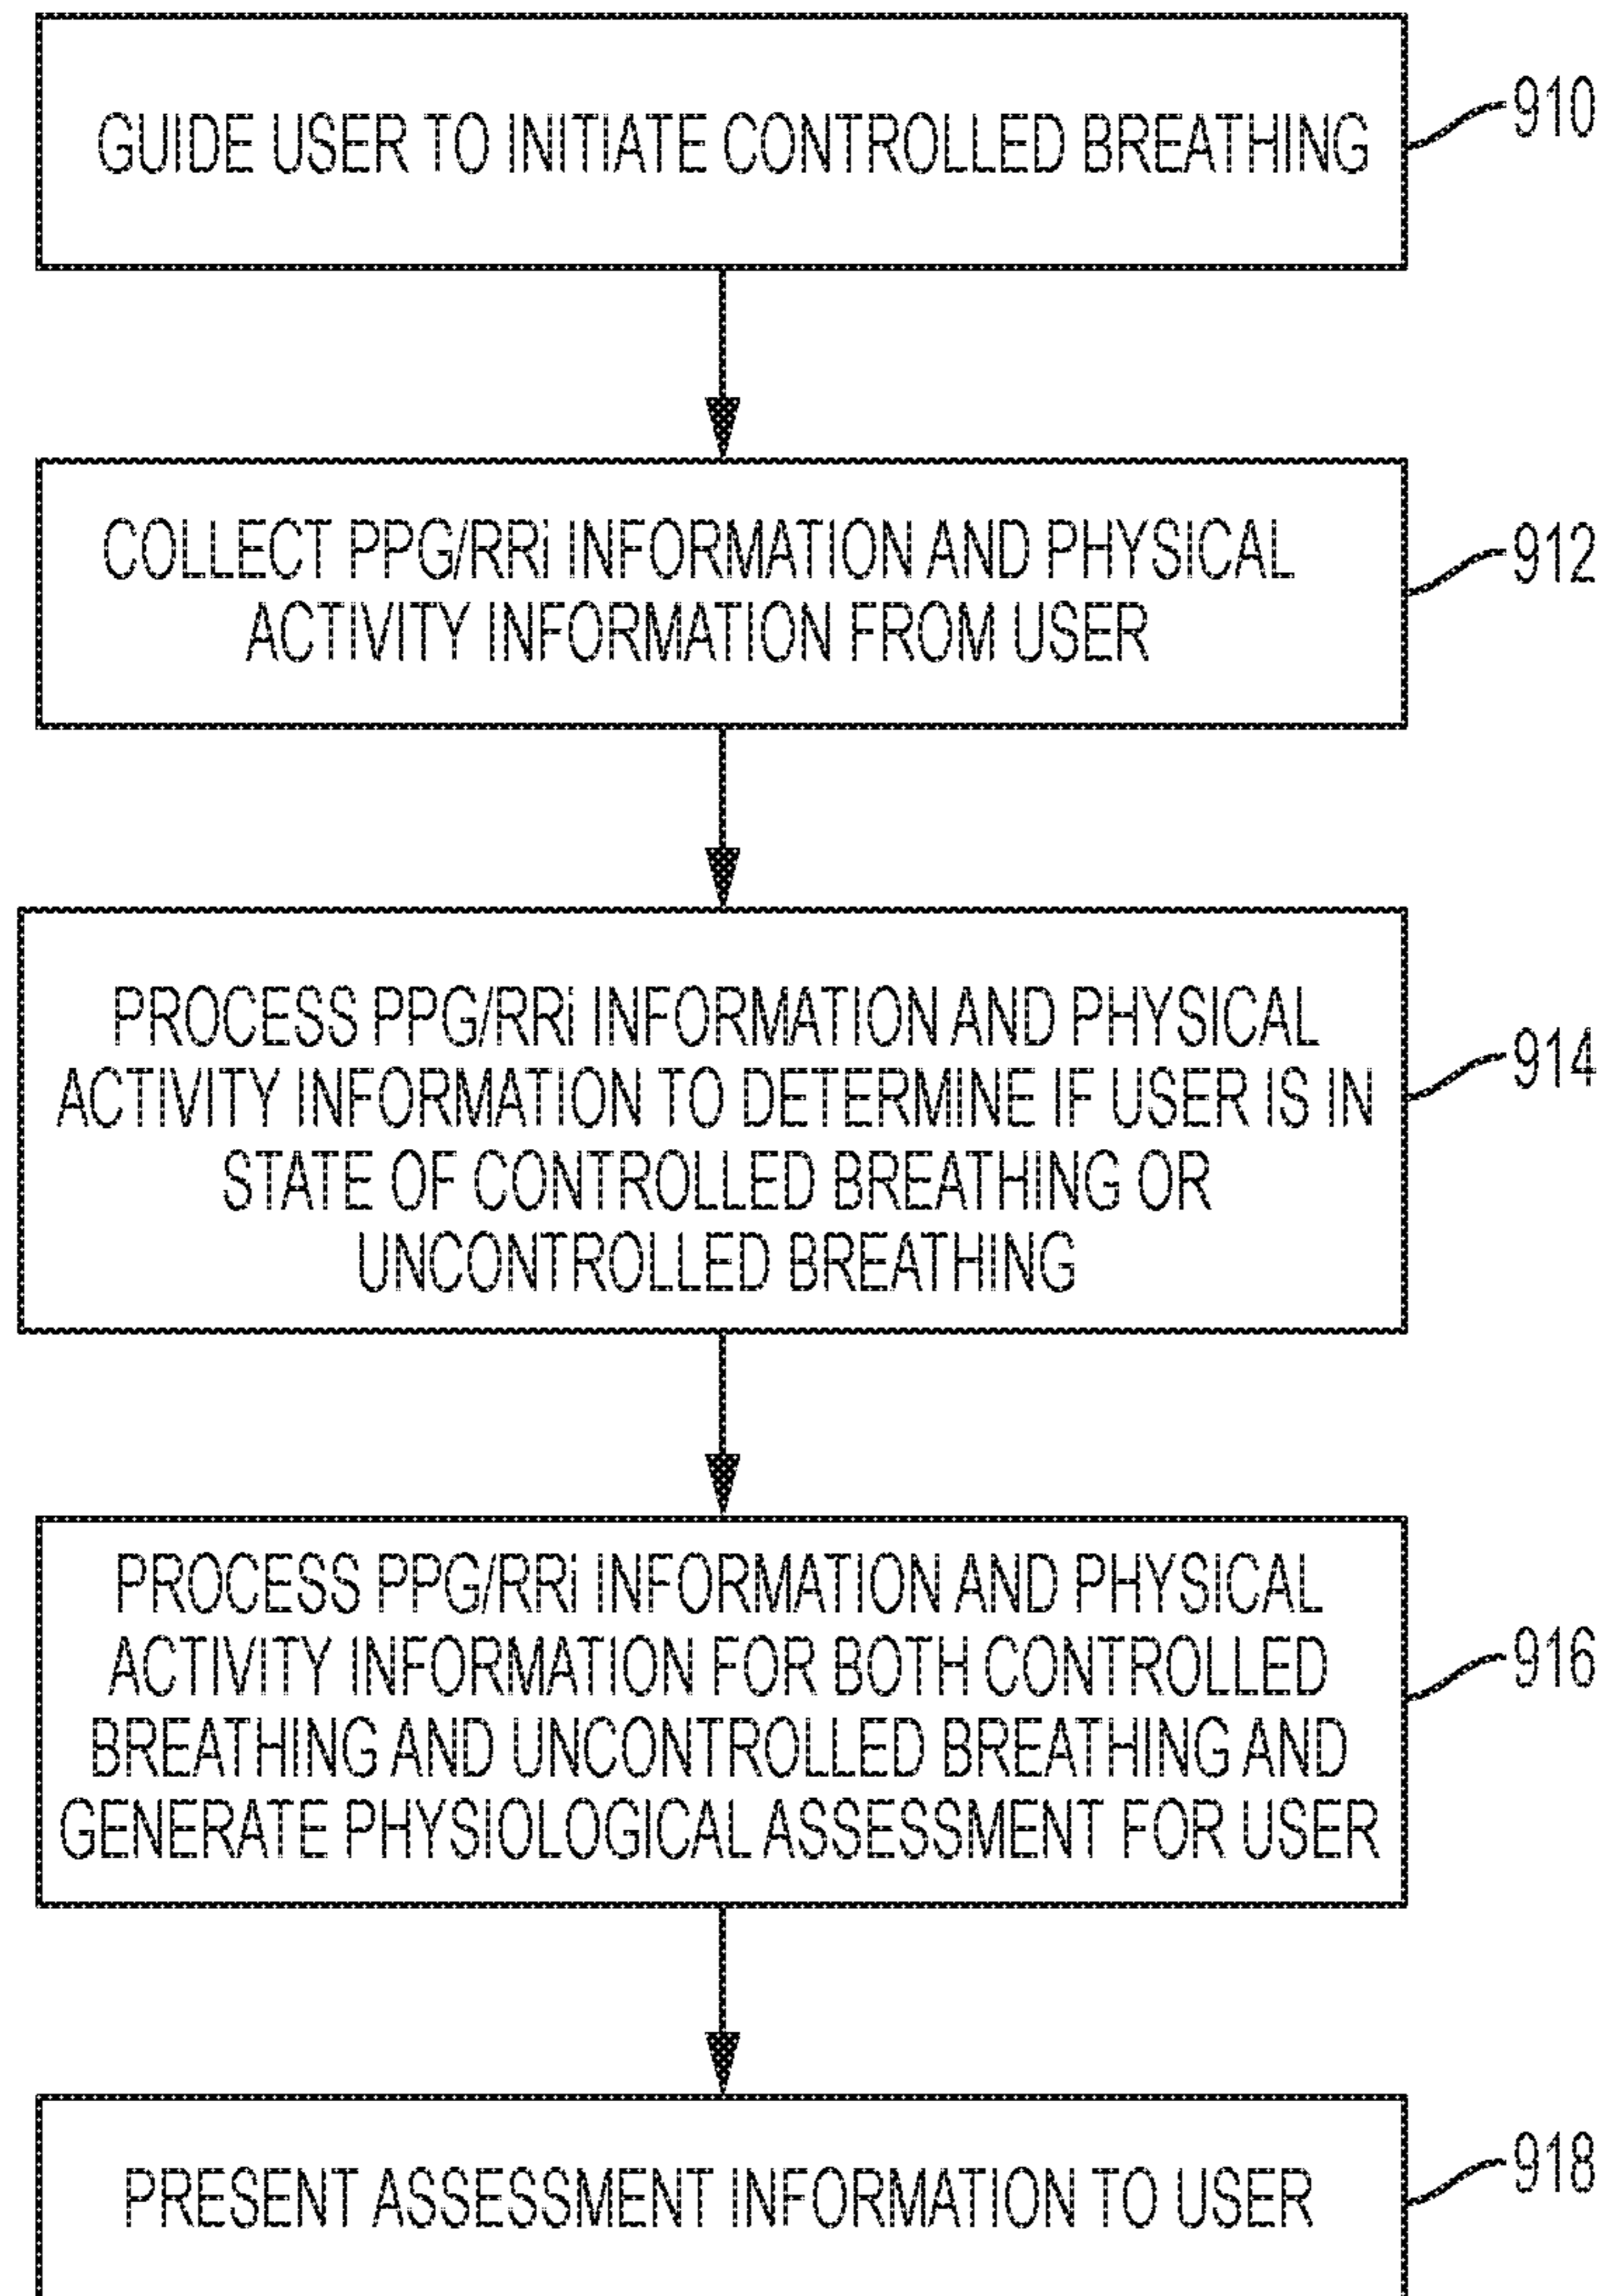 GUIDE USER TO INITIATE CONTROLLED BREATHING
910
COLLECT PPG/RRi INFORMATION AND PHYSICAL
ACTIVITY INFORMATION FROM USER
912
PROCESS PPG/RRi INFORMATION AND PHYSICAL
ACTIVITY INFORMATION TO DETERMINE IF USER IS IN
STATE OF CONTROLLED BREATHING OR
UNCONTROLLED BREATHING
914
PROCESS PPG/RRi INFORMATION AND PHYSICAL
ACTIVITY INFORMATION FOR BOTH CONTROLLED
BREATHING AND UNCONTROLLED BREATHING AND
GENERATE PHYSIOLOGICAL ASSESSMENT FOR USER
916
PRESENT ASSESSMENT INFORMATION TO USER
918